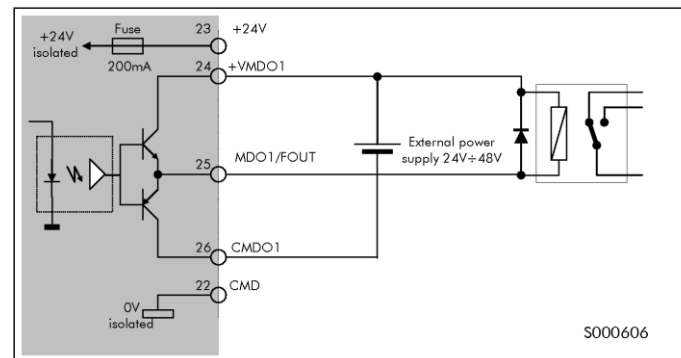 Fuse
23
+24V
+24V
isolated
200mA
24
+VMDO1
External power
supply 24V÷48V
25
MDO1/FOUT
26
CMDO1
22
CMD
0V
isolated
S000606